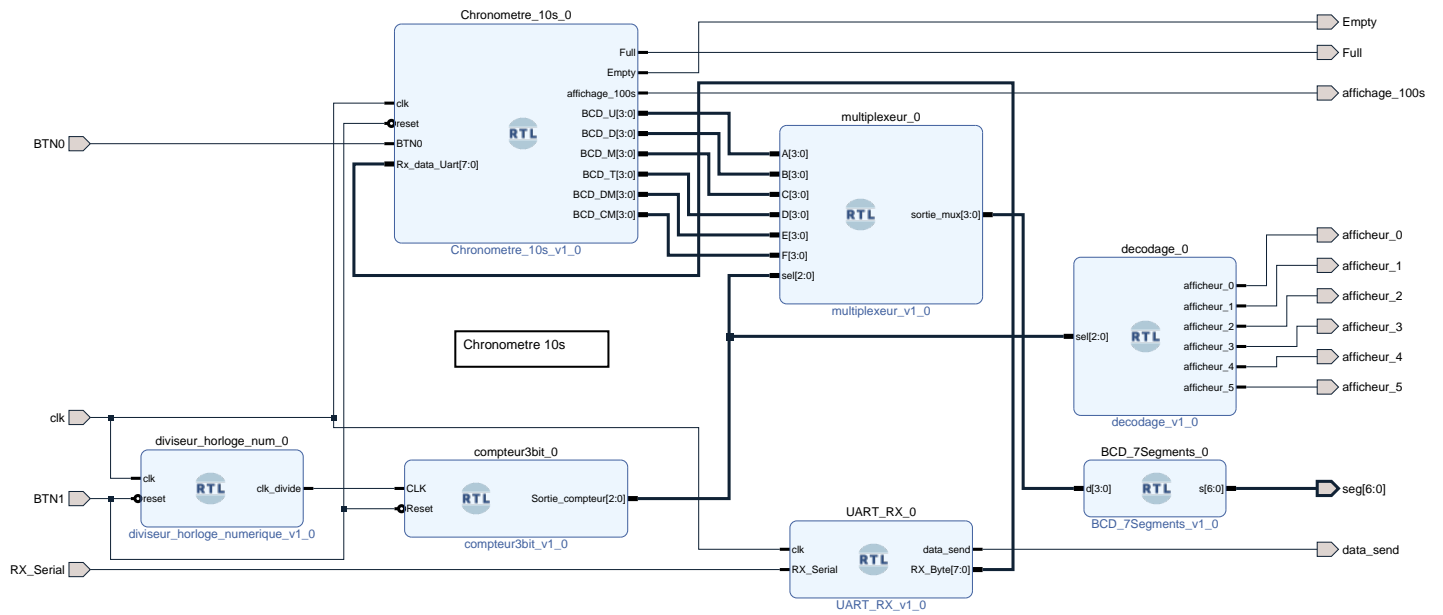 Chronometre_10s_0
clk
reset
BTN0
Rx_data_Uart[7:0]
RTL
Full
Empty
affichage_100s
BCD_U[3:0]
BCD_D[3:0]
BCD_M[3:0]
BCD_T[3:0]
BCD_DM[3:0]
BCD_CM[3:0]
Chronometre_10s_v1_0
Empty
Full
affichage_100s
BTN0
multiplexeur_0
A[3:0]
B[3:0]
C[3:0]
D[3:0]
E[3:0]
F[3:0]
sel[2:0]
RTL
sortie_mux[3:0]
multiplexeur_v1_0
decodage_0
sel[2:0]
RTL
afficheur_0
afficheur_1
afficheur_2
afficheur_3
afficheur_4
afficheur_5
decodage_v1_0
afficheur_0
afficheur_1
afficheur_2
afficheur_3
afficheur_4
afficheur_5
Chronometre 10s
clk
BTN1
RX_Serial
diviseur_horloge_num_0
clk
reset
RTL
clk_divide
diviseur_horloge_numerique_v1_0
compteur3bit_0
CLK
Reset
RTL
Sortie_compteur[2:0]
compteur3bit_v1_0
BCD_7Segments_0
d[3:0]
RTL
s[6:0]
BCD_7Segments_v1_0
seg[6:0]
UART_RX_0
clk
RX_Serial
RTL
data_send
RX_Byte[7:0]
UART_RX_v1_0
data_send